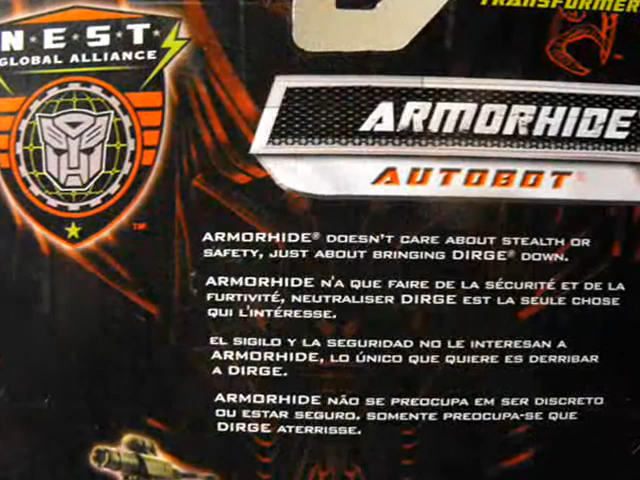 TRANSFORMER
N·E·S·T
GLOBAL ALLIANCE
ARMORHIDE
AUTOBOT®
TM
ARMORHIDE® DOESN'T CARE ABOUT STEALTH OR
SAFETY, JUST ABOUT BRINGING DIRGE® DOWN.
ARMORHIDE N'A QUE FAIRE DE LA SÉCURITÉ ET DE LA
FURTIVITÉ, NEUTRALISER DIRGE EST LA SEULE CHOSE
QUI L'INTÉRESSE.
EL SIGILO Y LA SEGURIDAD NO LE INTERESAN A
ARMORHIDE, LO ÚNICO QUE QUIERE ES DERRIBAR
A DIRGE.
ARMORHIDE NÃO SE PREOCUPA EM SER DISCRETO
OU ESTAR SEGURO. SOMENTE PREOCUPA-SE QUE
DIRGE ATERRISSE.